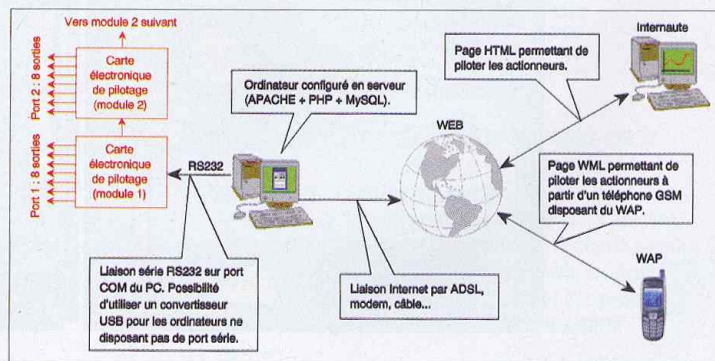 Vers module 2 suivant
Port 2 : 8 sorties
Carte
électronique
de pilotage
(module 2)
Port 1 : 8 sorties
Carte
électronique
de pilotage
(module 1)
RS232
Ordinateur configuré en serveur
(APACHE + PHP + MySQL).
Page HTML permettant de
piloter les actionneurs.
Internaute
WEB
Page WML permettant de
piloter les actionneurs à
partir d'un téléphone GSM
disposant du WAP.
WAP
Liaison série RS232 sur port
COM du PC. Possibilité
d'utiliser un convertisseur
USB pour les ordinateurs ne
disposant pas de port série.
Liaison Internet par ADSL,
modem, câble...